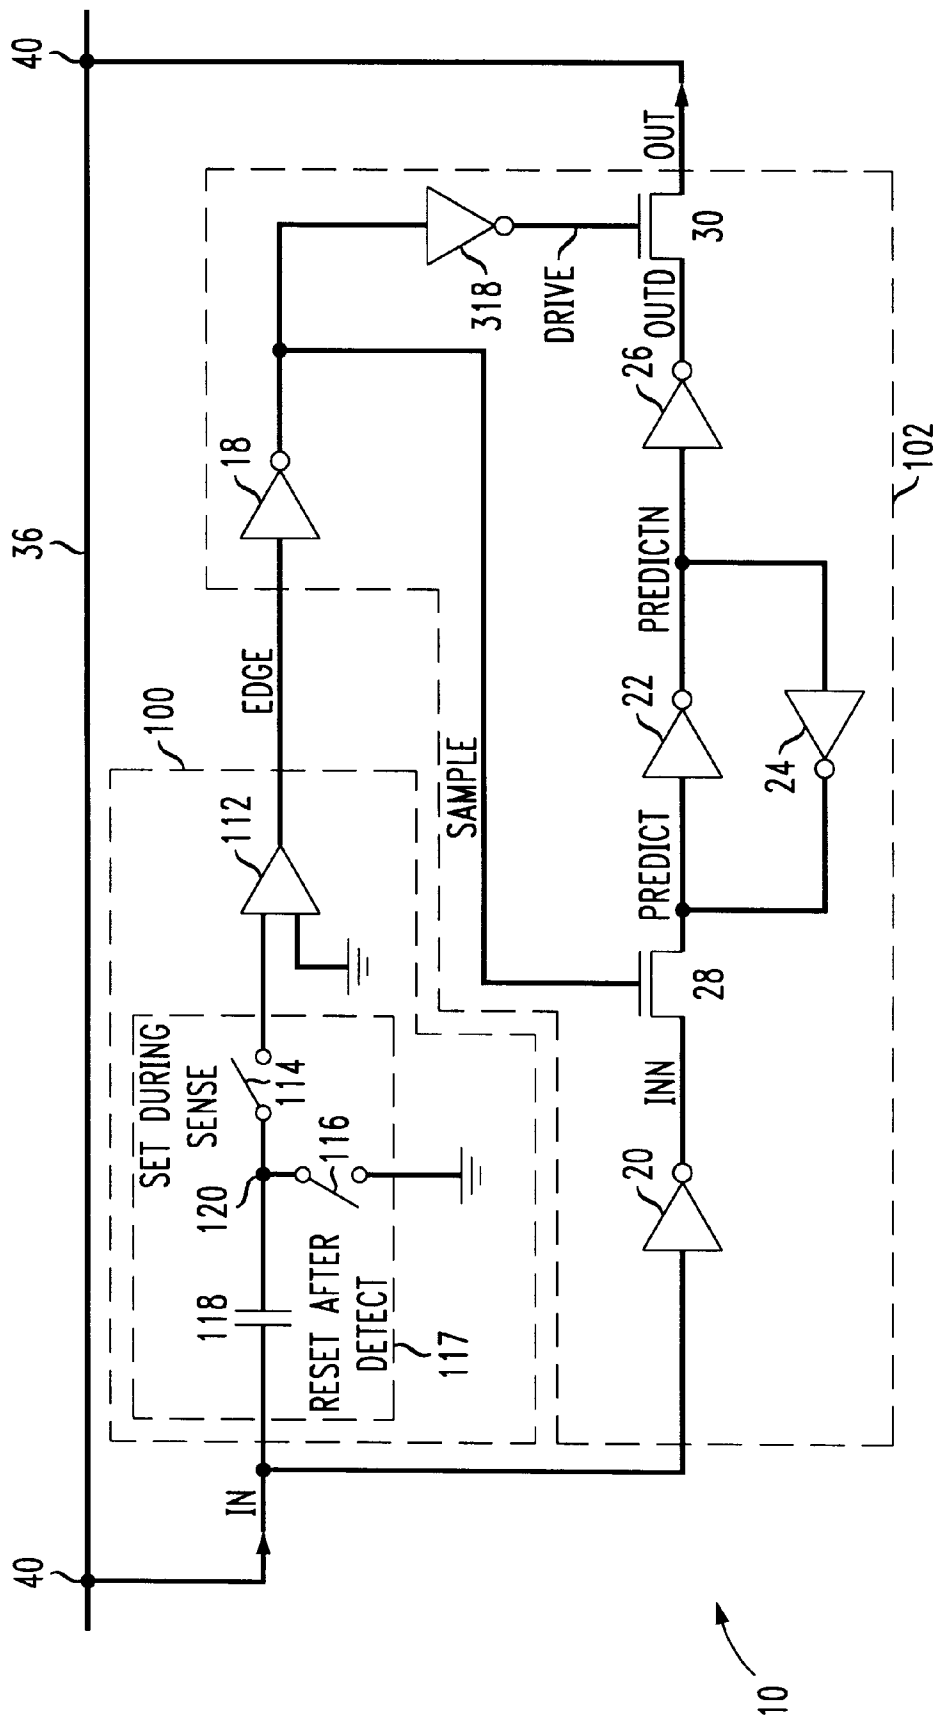 40
36
40
IN
118
120
SET DURING
SENSE
114
116
RESET AFTER
DETECT
117
100
112
EDGE
18
SAMPLE
318
DRIVE
20
INN
28
PREDICT
22
24
PREDICTN
26
OUTD
30
OUT
102
10